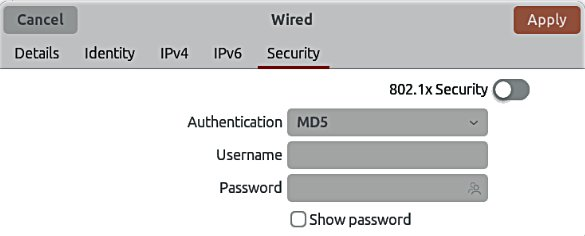 Cancel Wired Apply
Details Identity IPv4 IPv6 Security
802.1x Security
Authentication MD5
Username
Password
Show password